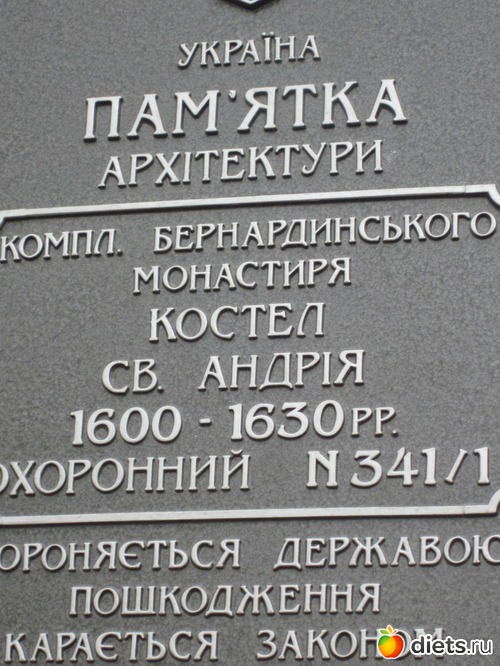 УКРАЇНА
ПАМ'ЯТКА
АРХІТЕКТУРИ
КОМПЛ. БЕРНАРДИНСЬКОГО
МОНАСТИРЯ
КОСТЕЛ
СВ. АНДРІЯ
1600 - 1630 РР.
ОХОРОННИЙ N 341/1
ОРОНЯЄТЬСЯ ДЕРЖАВОЮ
ПОШКОДЖЕННЯ
КАРАЄТЬСЯ ЗАКОНОМ
diets.ru